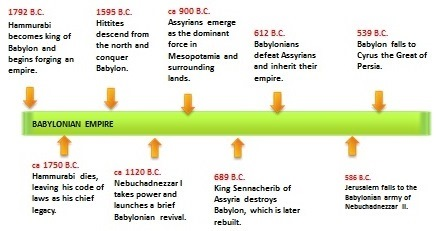 1792 B.C.
Hammurabi
becomes king of
Babylon and
begins forging an
empire.
1595 B.C.
Hittites
descend from
the north and
conquer
Babylon.
ca 900 B.C.
Assyrians emerge
as the dominant
force in
Mesopotamia and
surrounding
lands.
612 B.C.
Babylonians
defeat Assyrians
and inherit their
empire.
539 B.C.
Babylon falls to
Cyrus the Great of
Persia.
BABYLONIAN EMPIRE
ca 1750 B.C.
Hammurabi dies,
leaving his code of
laws as his chief
legacy.
ca 1120 B.C.
Nebuchadnezzar I
takes power and
launches a brief
Babylonian revival.
689 B.C.
King Sennacherib of
Assyria destroys
Babylon, which is later
rebuilt.
586 B.C.
Jerusalem falls to the
Babylonian army of
Nebuchadnezzar II.